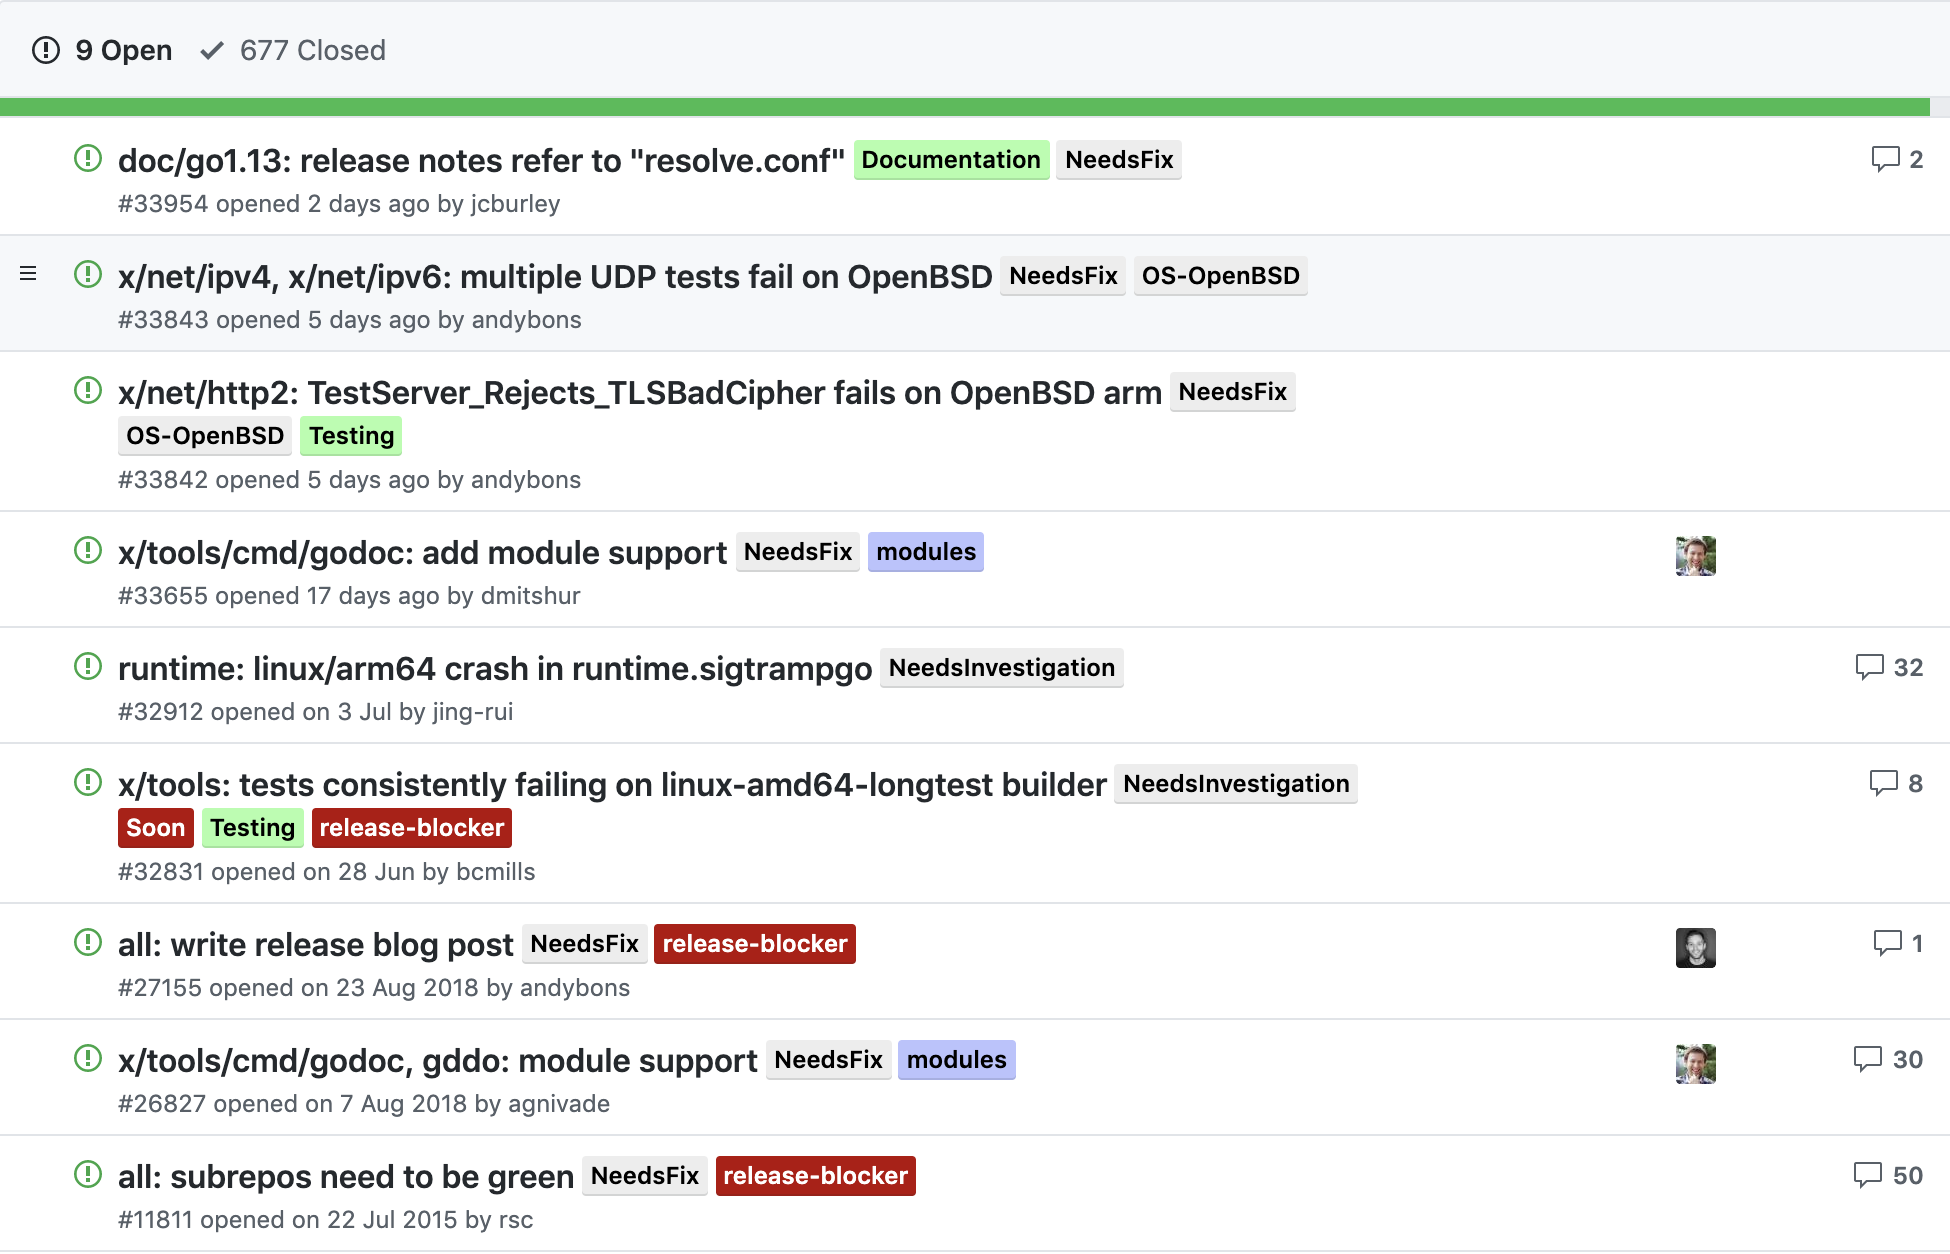 9 Open 677 Closed
doc/go1.13: release notes refer to "resolve.conf" Documentation NeedsFix 2
#33954 opened 2 days ago by jcburley
x/net/ipv4, x/net/ipv6: multiple UDP tests fail on OpenBSD NeedsFix OS-OpenBSD
#33843 opened 5 days ago by andybons
x/net/http2: TestServer_Rejects_TLSBadCipher fails on OpenBSD arm NeedsFix
OS-OpenBSD Testing
#33842 opened 5 days ago by andybons
x/tools/cmd/godoc: add module support NeedsFix modules
#33655 opened 17 days ago by dmitshur
runtime: linux/arm64 crash in runtime.sigtrampgo NeedsInvestigation 32
#32912 opened on 3 Jul by jing-rui
x/tools: tests consistently failing on linux-amd64-longtest builder NeedsInvestigation 8
Soon Testing release-blocker
#32831 opened on 28 Jun by bcmills
all: write release blog post NeedsFix release-blocker 1
#27155 opened on 23 Aug 2018 by andybons
x/tools/cmd/godoc, gddo: module support NeedsFix modules 30
#26827 opened on 7 Aug 2018 by agnivade
all: subrepos need to be green NeedsFix release-blocker 50
#11811 opened on 22 Jul 2015 by rsc